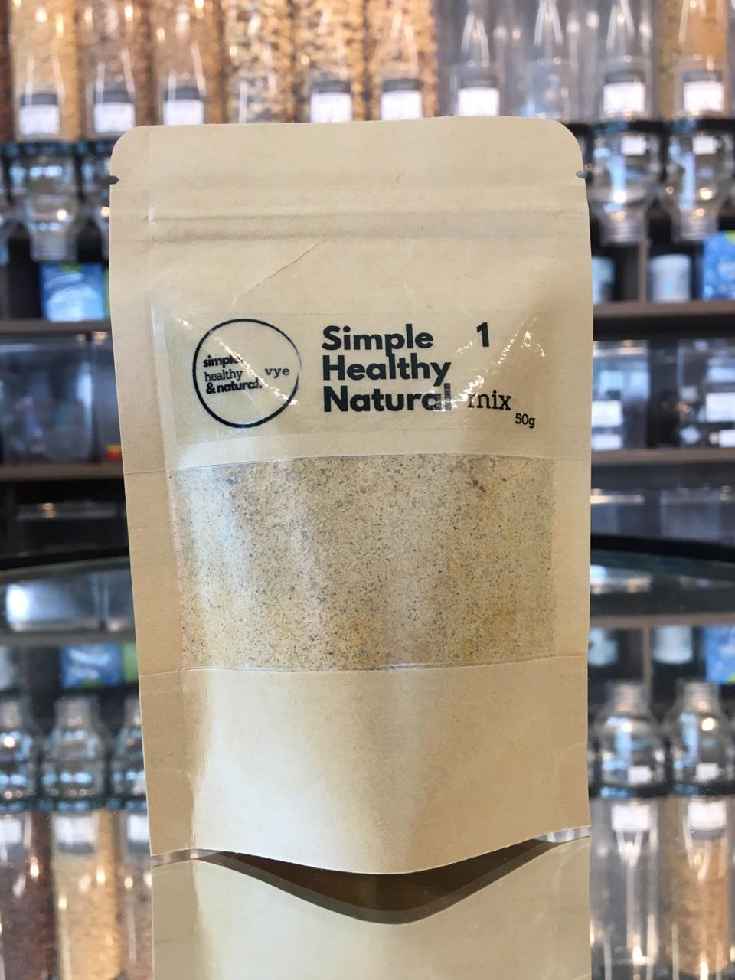 simple.
healthy
& natural.
vye
Simple 1
Healthy
Natural mix
50g